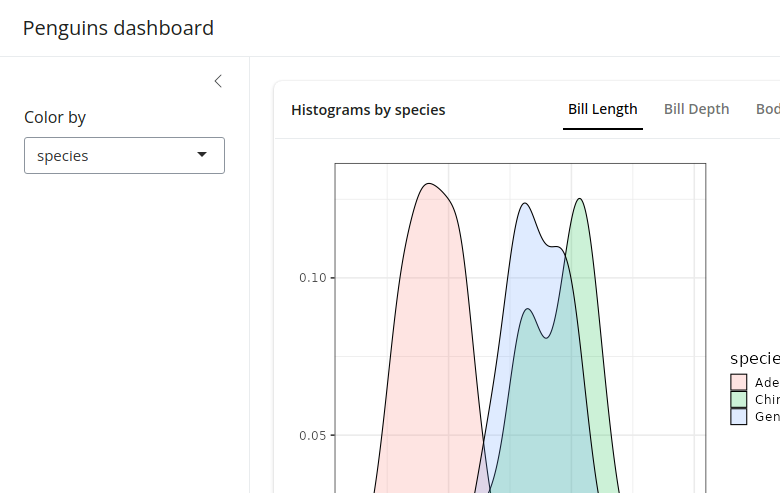 Penguins dashboard
Color by
species
Histograms by species
Bill Length
Bill Depth
Bod
0.10
0.05
specie
Ade
Chin
Gen